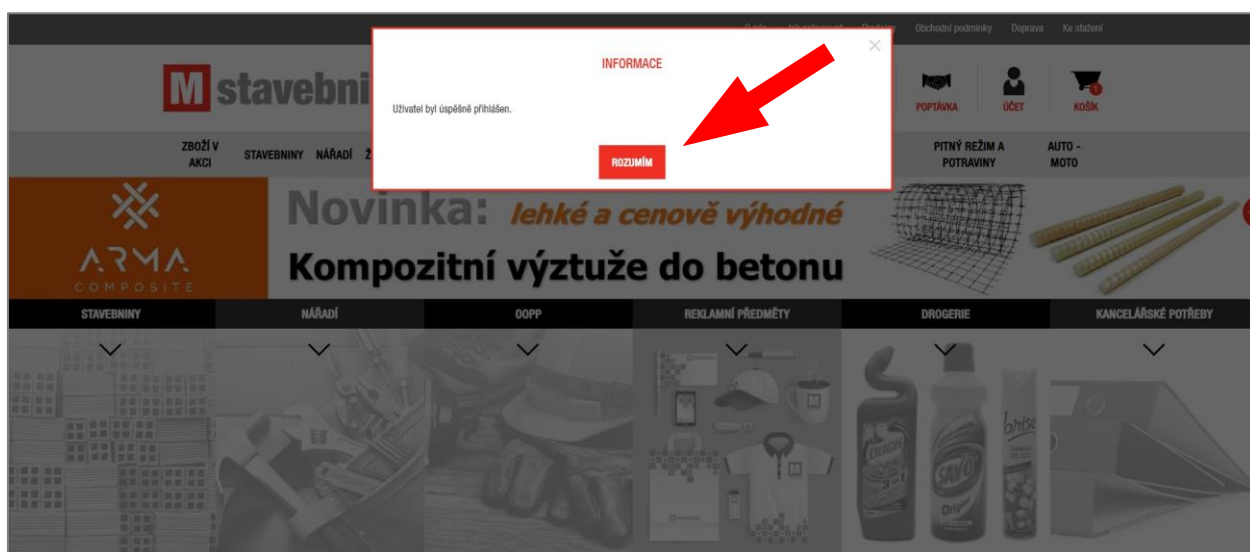 Obchodní podmínky Doprava Ke stažení
INFORMACE
Uživatel byl úspěšně přihlášen.
ROZUMÍM
M stavebni
POPTÁVKA ÚČET KOŠÍK
1
ZBOŽÍ V AKCI STAVEBNINY NÁŘADÍ PITNÝ REŽIM A POTRAVINY AUTO - MOTO
ARMA
COMPOSITE
Novinka: lehké a cenově výhodné
Kompozitní výztuže do betonu
STAVEBNINY NÁŘADÍ OOPP REKLAMNÍ PŘEDMĚTY DROGERIE KANCELÁŘSKÉ POTŘEBY
M
M
DUCK
3in1
SAVO
Original
brise